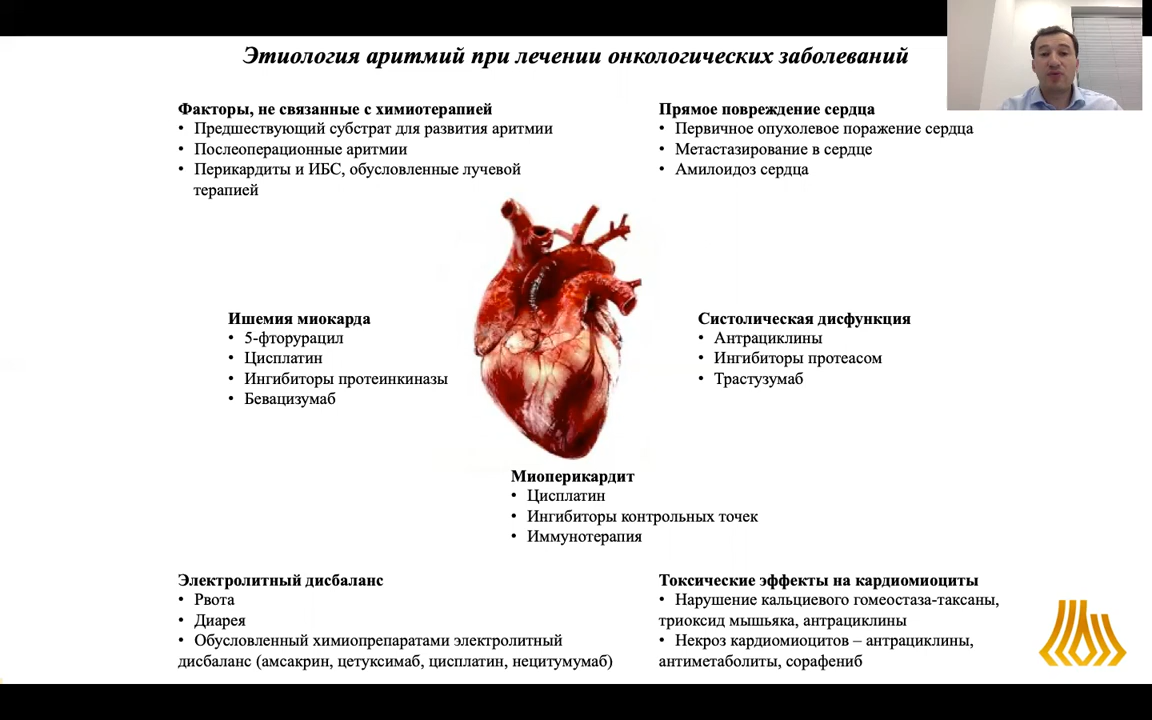 Этиология аритмий при лечении онкологических заболеваний
Факторы, не связанные с химиотерапией
• Предшествующий субстрат для развития аритмии
• Послеоперационные аритмии
• Перикардиты и ИБС, обусловленные лучевой
терапией
Прямое повреждение сердца
• Первичное опухолевое поражение сердца
• Метастазирование в сердце
• Амилоидоз сердца
Ишемия миокарда
• 5-фторурацил
• Цисплатин
• Ингибиторы протеинкиназы
• Бевацизумаб
Систолическая дисфункция
• Антрациклины
• Ингибиторы протеасом
• Трастузумаб
Миоперикардит
• Цисплатин
• Ингибиторы контрольных точек
• Иммунотерапия
Электролитный дисбаланс
• Рвота
• Диарея
• Обусловленный химиопрепаратами электролитный
дисбаланс (амсакрин, цетуксимаб, цисплатин, нецитумумаб)
Токсические эффекты на кардиомиоциты
• Нарушение кальциевого гомеостаза-таксаны,
триоксид мышьяка, антрациклины
• Некроз кардиомиоцитов – антрациклины,
антиметаболиты, сорафениб